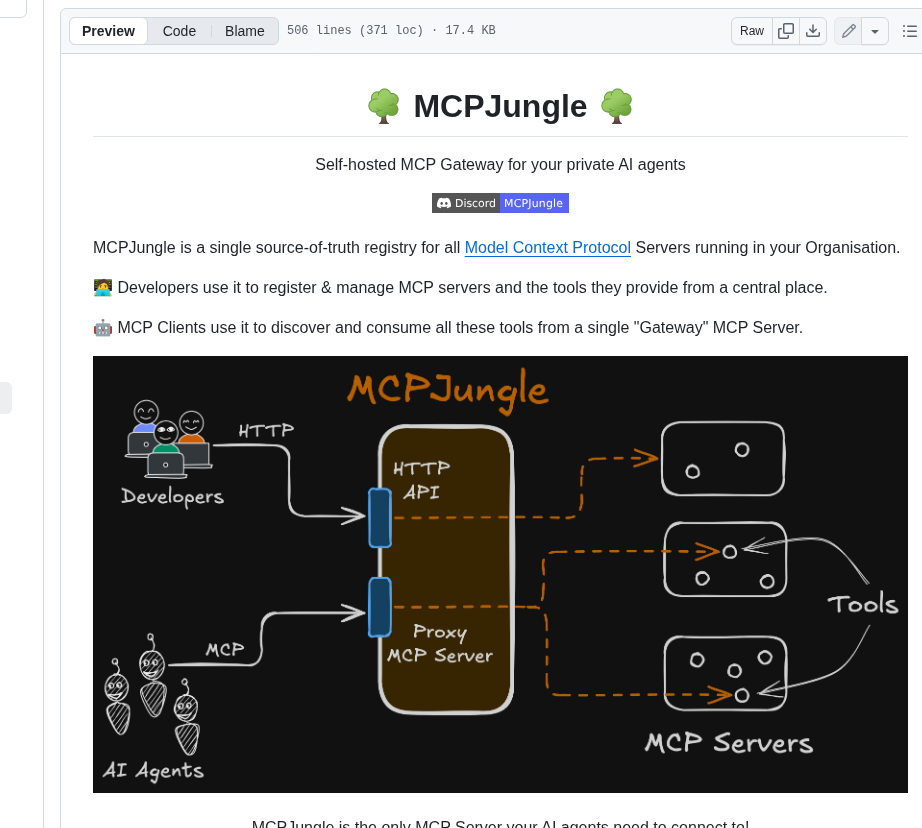 Preview Code Blame 506 lines (371 loc) · 17.4 KB Raw
MCPJungle
Self-hosted MCP Gateway for your private AI agents
Discord MCPJungle
MCPJungle is a single source-of-truth registry for all Model Context Protocol Servers running in your Organisation.
🧑‍💻 Developers use it to register & manage MCP servers and the tools they provide from a central place.
🤖 MCP Clients use it to discover and consume all these tools from a single "Gateway" MCP Server.
MCPJungle
HTTP
Developers
HTTP
API
MCP
AI Agents
Proxy
MCP Server
Tools
MCP Servers
MCPJungle is the only MCP Server your AI agents need to connect to!